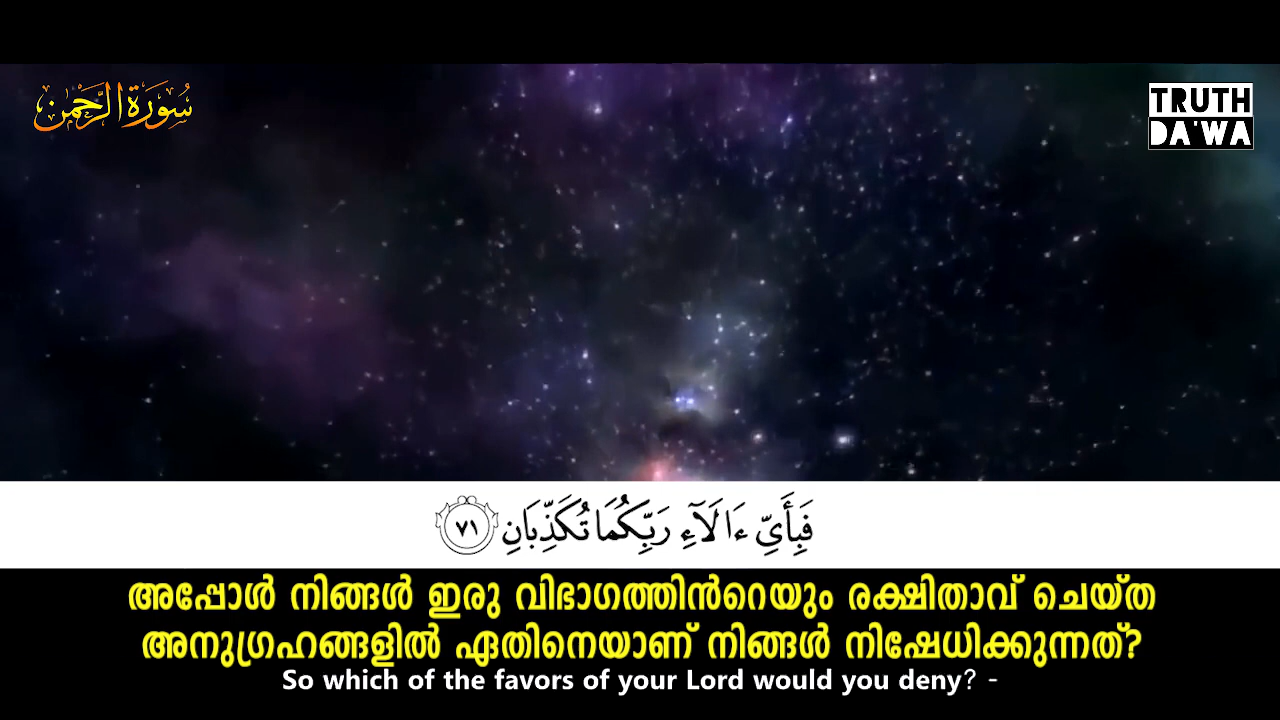 سُورَةُ الرَّحْمٰن
TRUTH
DA'WA
فَبِأَيِّ ءَالَآءِ رَبِّكُمَا تُكَذِّبَانِ ٧١
അപ്പോൾ നിങ്ങൾ ഇരു വിഭാഗത്തിൻറെയും രക്ഷിതാവ് ചെയ്ത
അനുഗ്രഹങ്ങളിൽ ഏതിനെയാണ് നിങ്ങൾ നിഷേധിക്കുന്നത്?
So which of the favors of your Lord would you deny? -